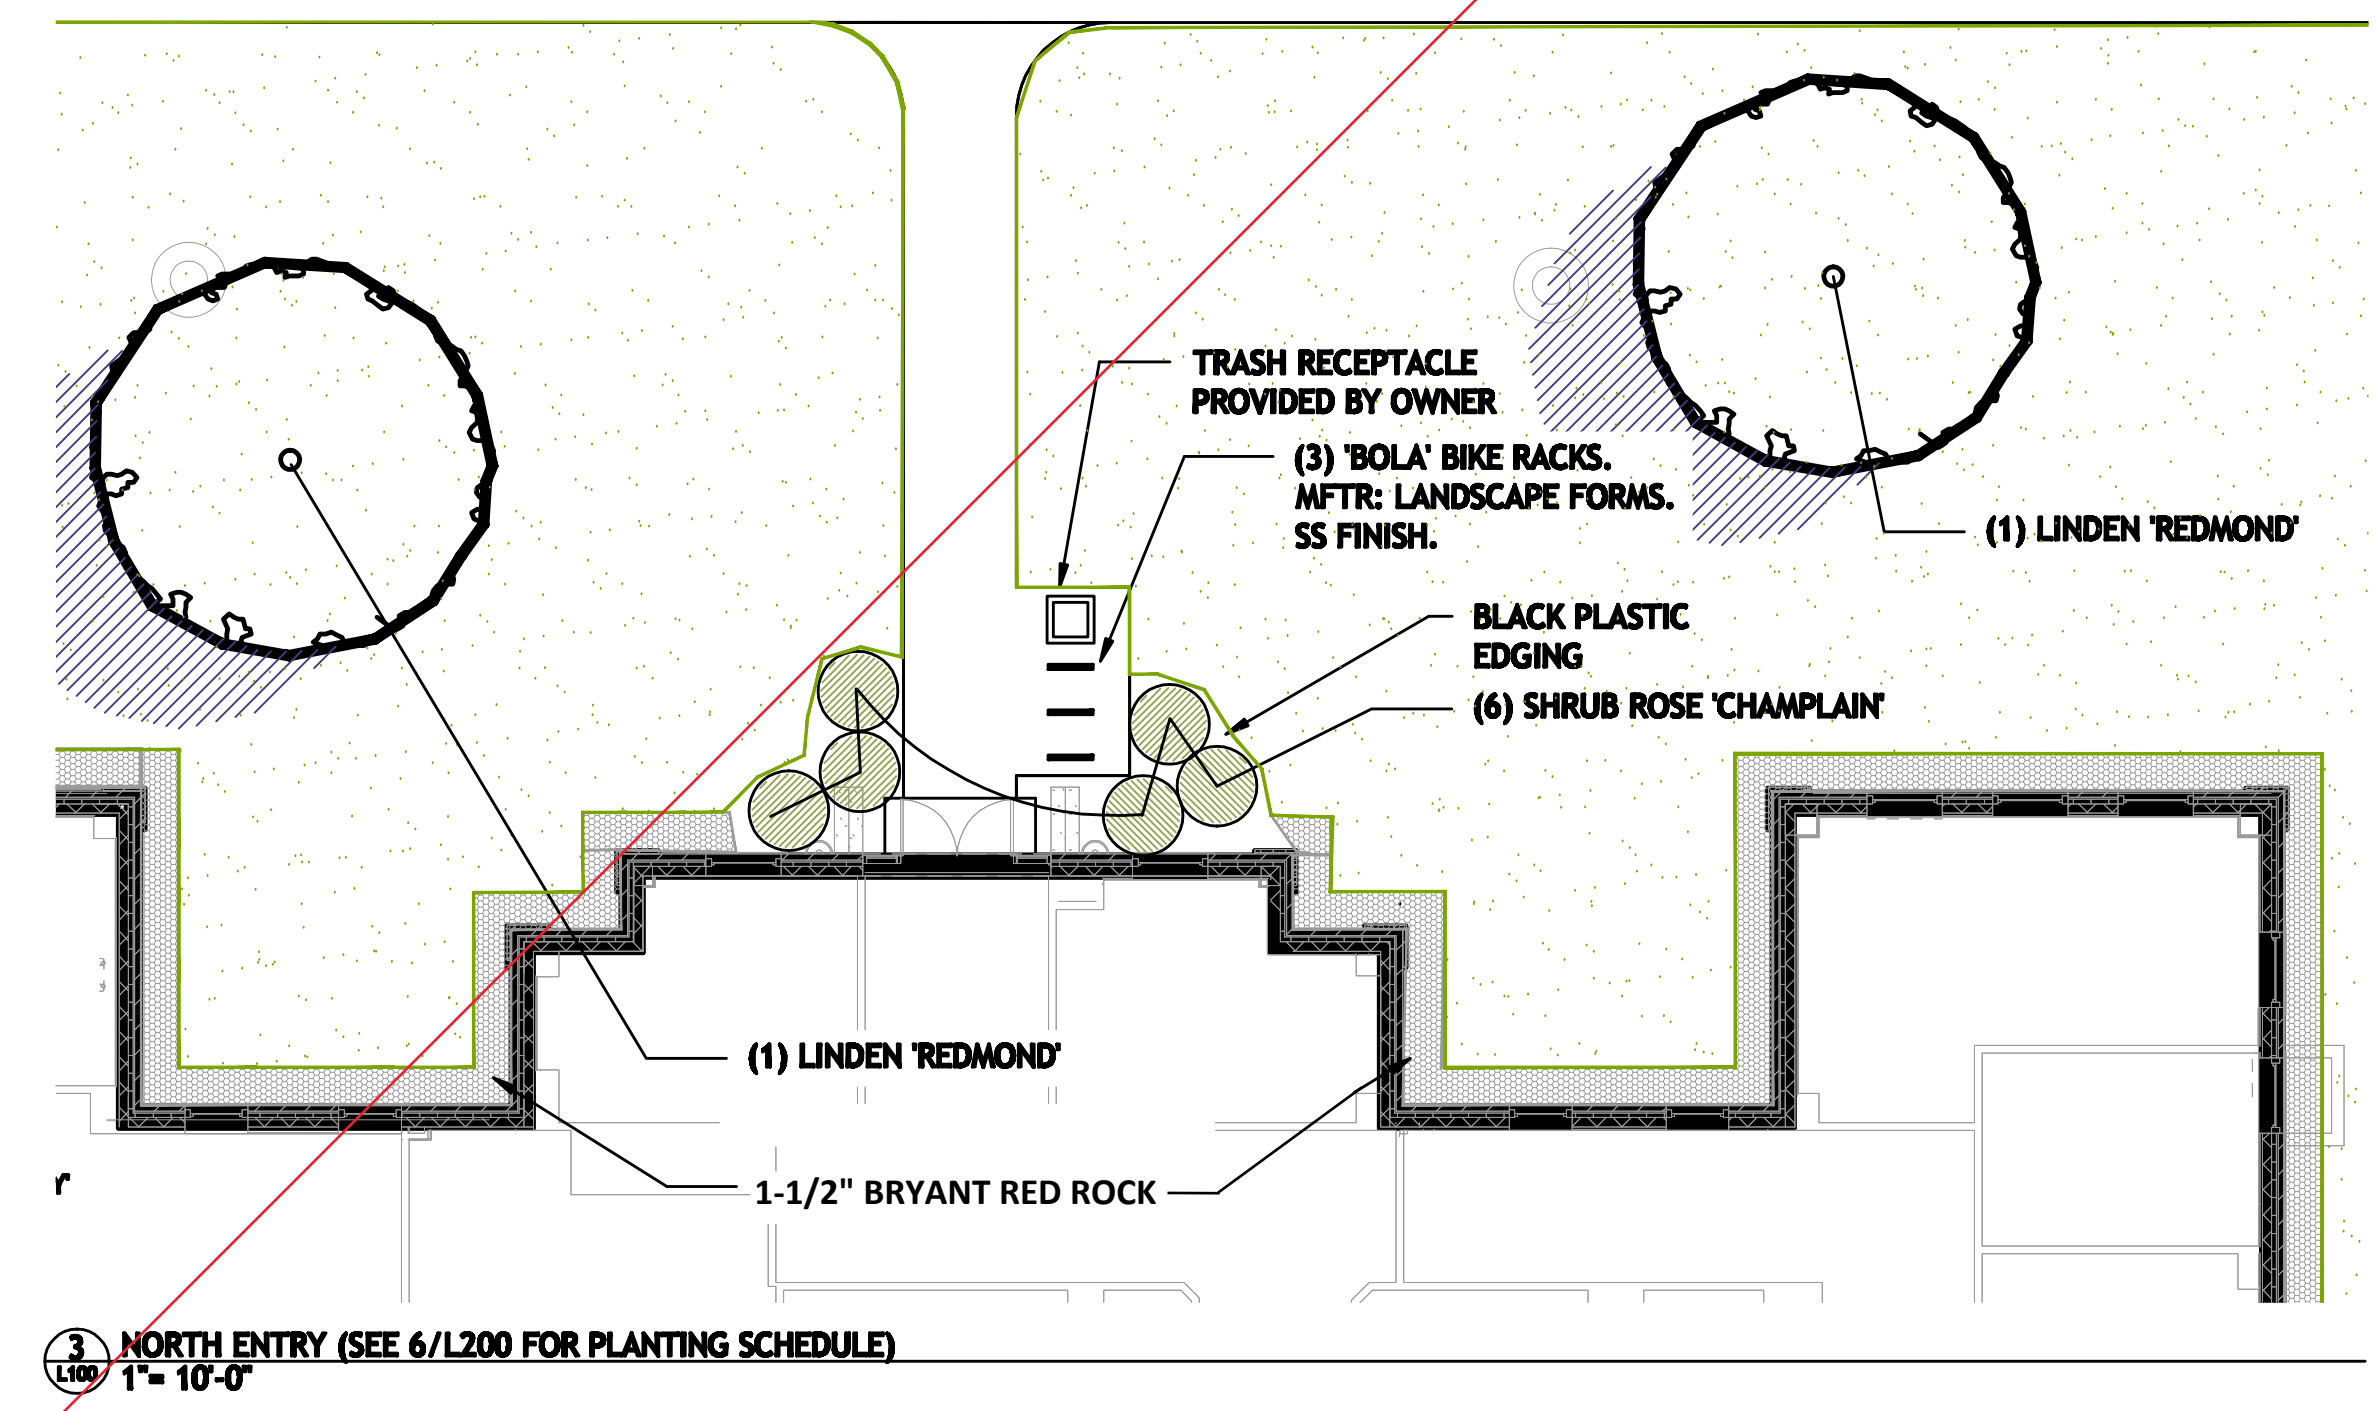 TRASH RECEPTACLE
PROVIDED BY OWNER
(3) 'BOLA' BIKE RACKS.
MFTR: LANDSCAPE FORMS.
SS FINISH.
(1) LINDEN 'REDMOND'
BLACK PLASTIC
EDGING
(6) SHRUB ROSE 'CHAMPLAIN'
(1) LINDEN 'REDMOND'
1-1/2" BRYANT RED ROCK
3
L100
NORTH ENTRY (SEE 6/L200 FOR PLANTING SCHEDULE)
1"= 10'-0"